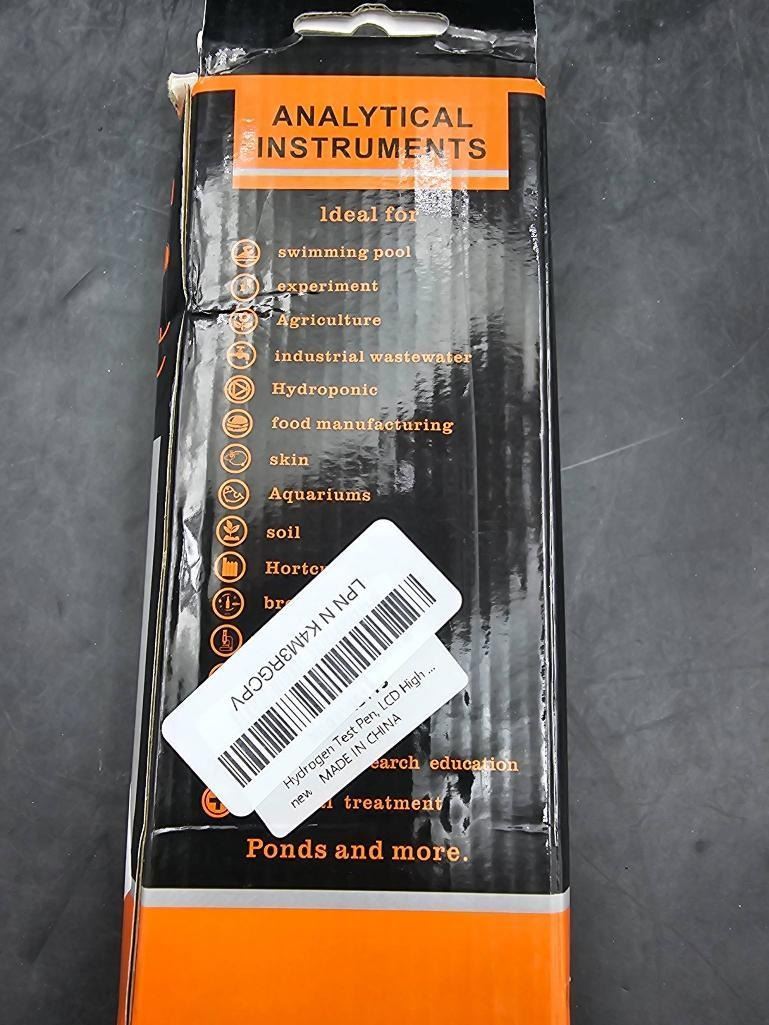 ANALYTICAL
INSTRUMENTS
Ideal for
swimming pool
experiment
Agriculture
industrial wastewater
Hydroponic
food manufacturing
skin
Aquariums
soil
LPN N K4M3RGCPV
Hydrogen Test Pen, LCD High ...
new MADE IN CHINA
education
treatment
Ponds and more.